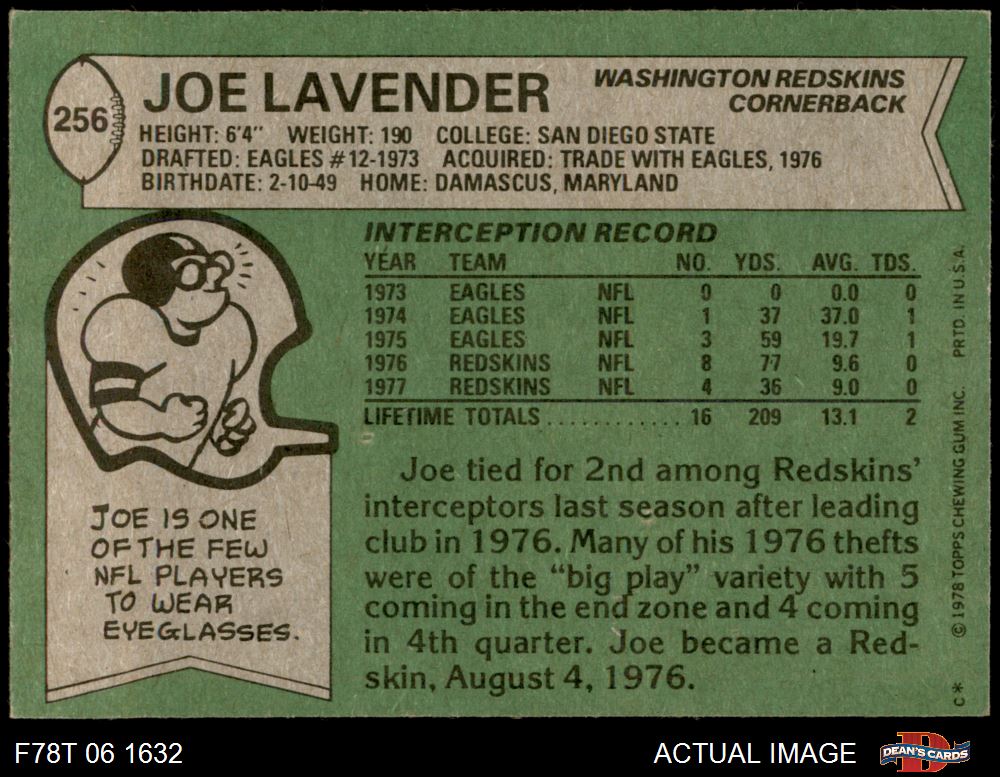 256
JOE LAVENDER
WASHINGTON REDSKINS
CORNERBACK
HEIGHT: 6'4" WEIGHT: 190 COLLEGE: SAN DIEGO STATE
DRAFTED: EAGLES #12-1973 ACQUIRED: TRADE WITH EAGLES, 1976
BIRTHDATE: 2-10-49 HOME: DAMASCUS, MARYLAND
INTERCEPTION RECORD
YEAR TEAM NO. YDS. AVG. TDS.
1973 EAGLES NFL 0 0 0.0 0
1974 EAGLES NFL 1 37 37.0 1
1975 EAGLES NFL 3 59 19.7 1
1976 REDSKINS NFL 8 77 9.6 0
1977 REDSKINS NFL 4 36 9.0 0
LIFETIME TOTALS............ 16 209 13.1 2
JOE IS ONE
OF THE FEW
NFL PLAYERS
TO WEAR
EYEGLASSES.
Joe tied for 2nd among Redskins'
interceptors last season after leading
club in 1976. Many of his 1976 thefts
were of the "big play" variety with 5
coming in the end zone and 4 coming
in 4th quarter. Joe became a Red-
skin, August 4, 1976.
C* © 1978 TOPPS CHEWING GUM INC. PRTD. IN U.S.A.
F78T 06 1632
ACTUAL IMAGE
D
DEAN'S CARDS